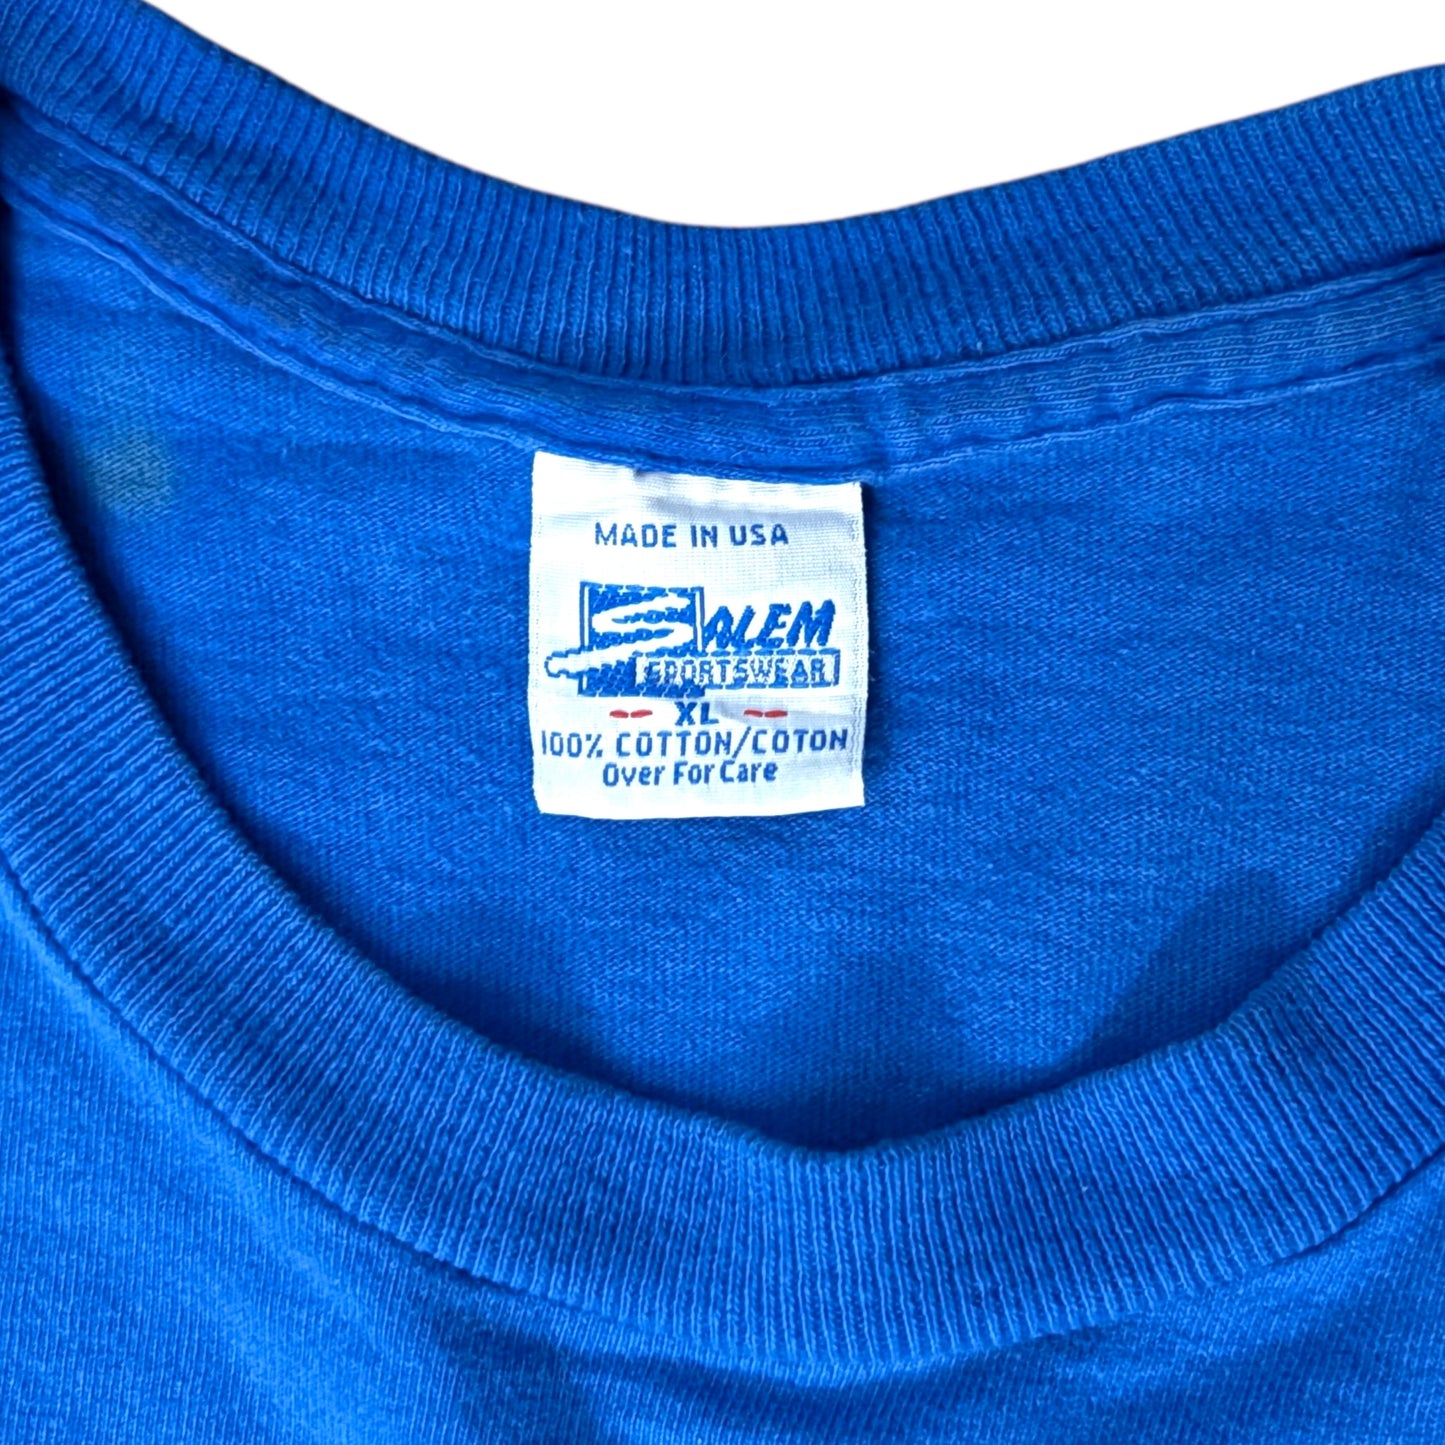 MADE IN USA
SALEM
SPORTSWEAR
XL
100% COTTON/COTON
Over For Care